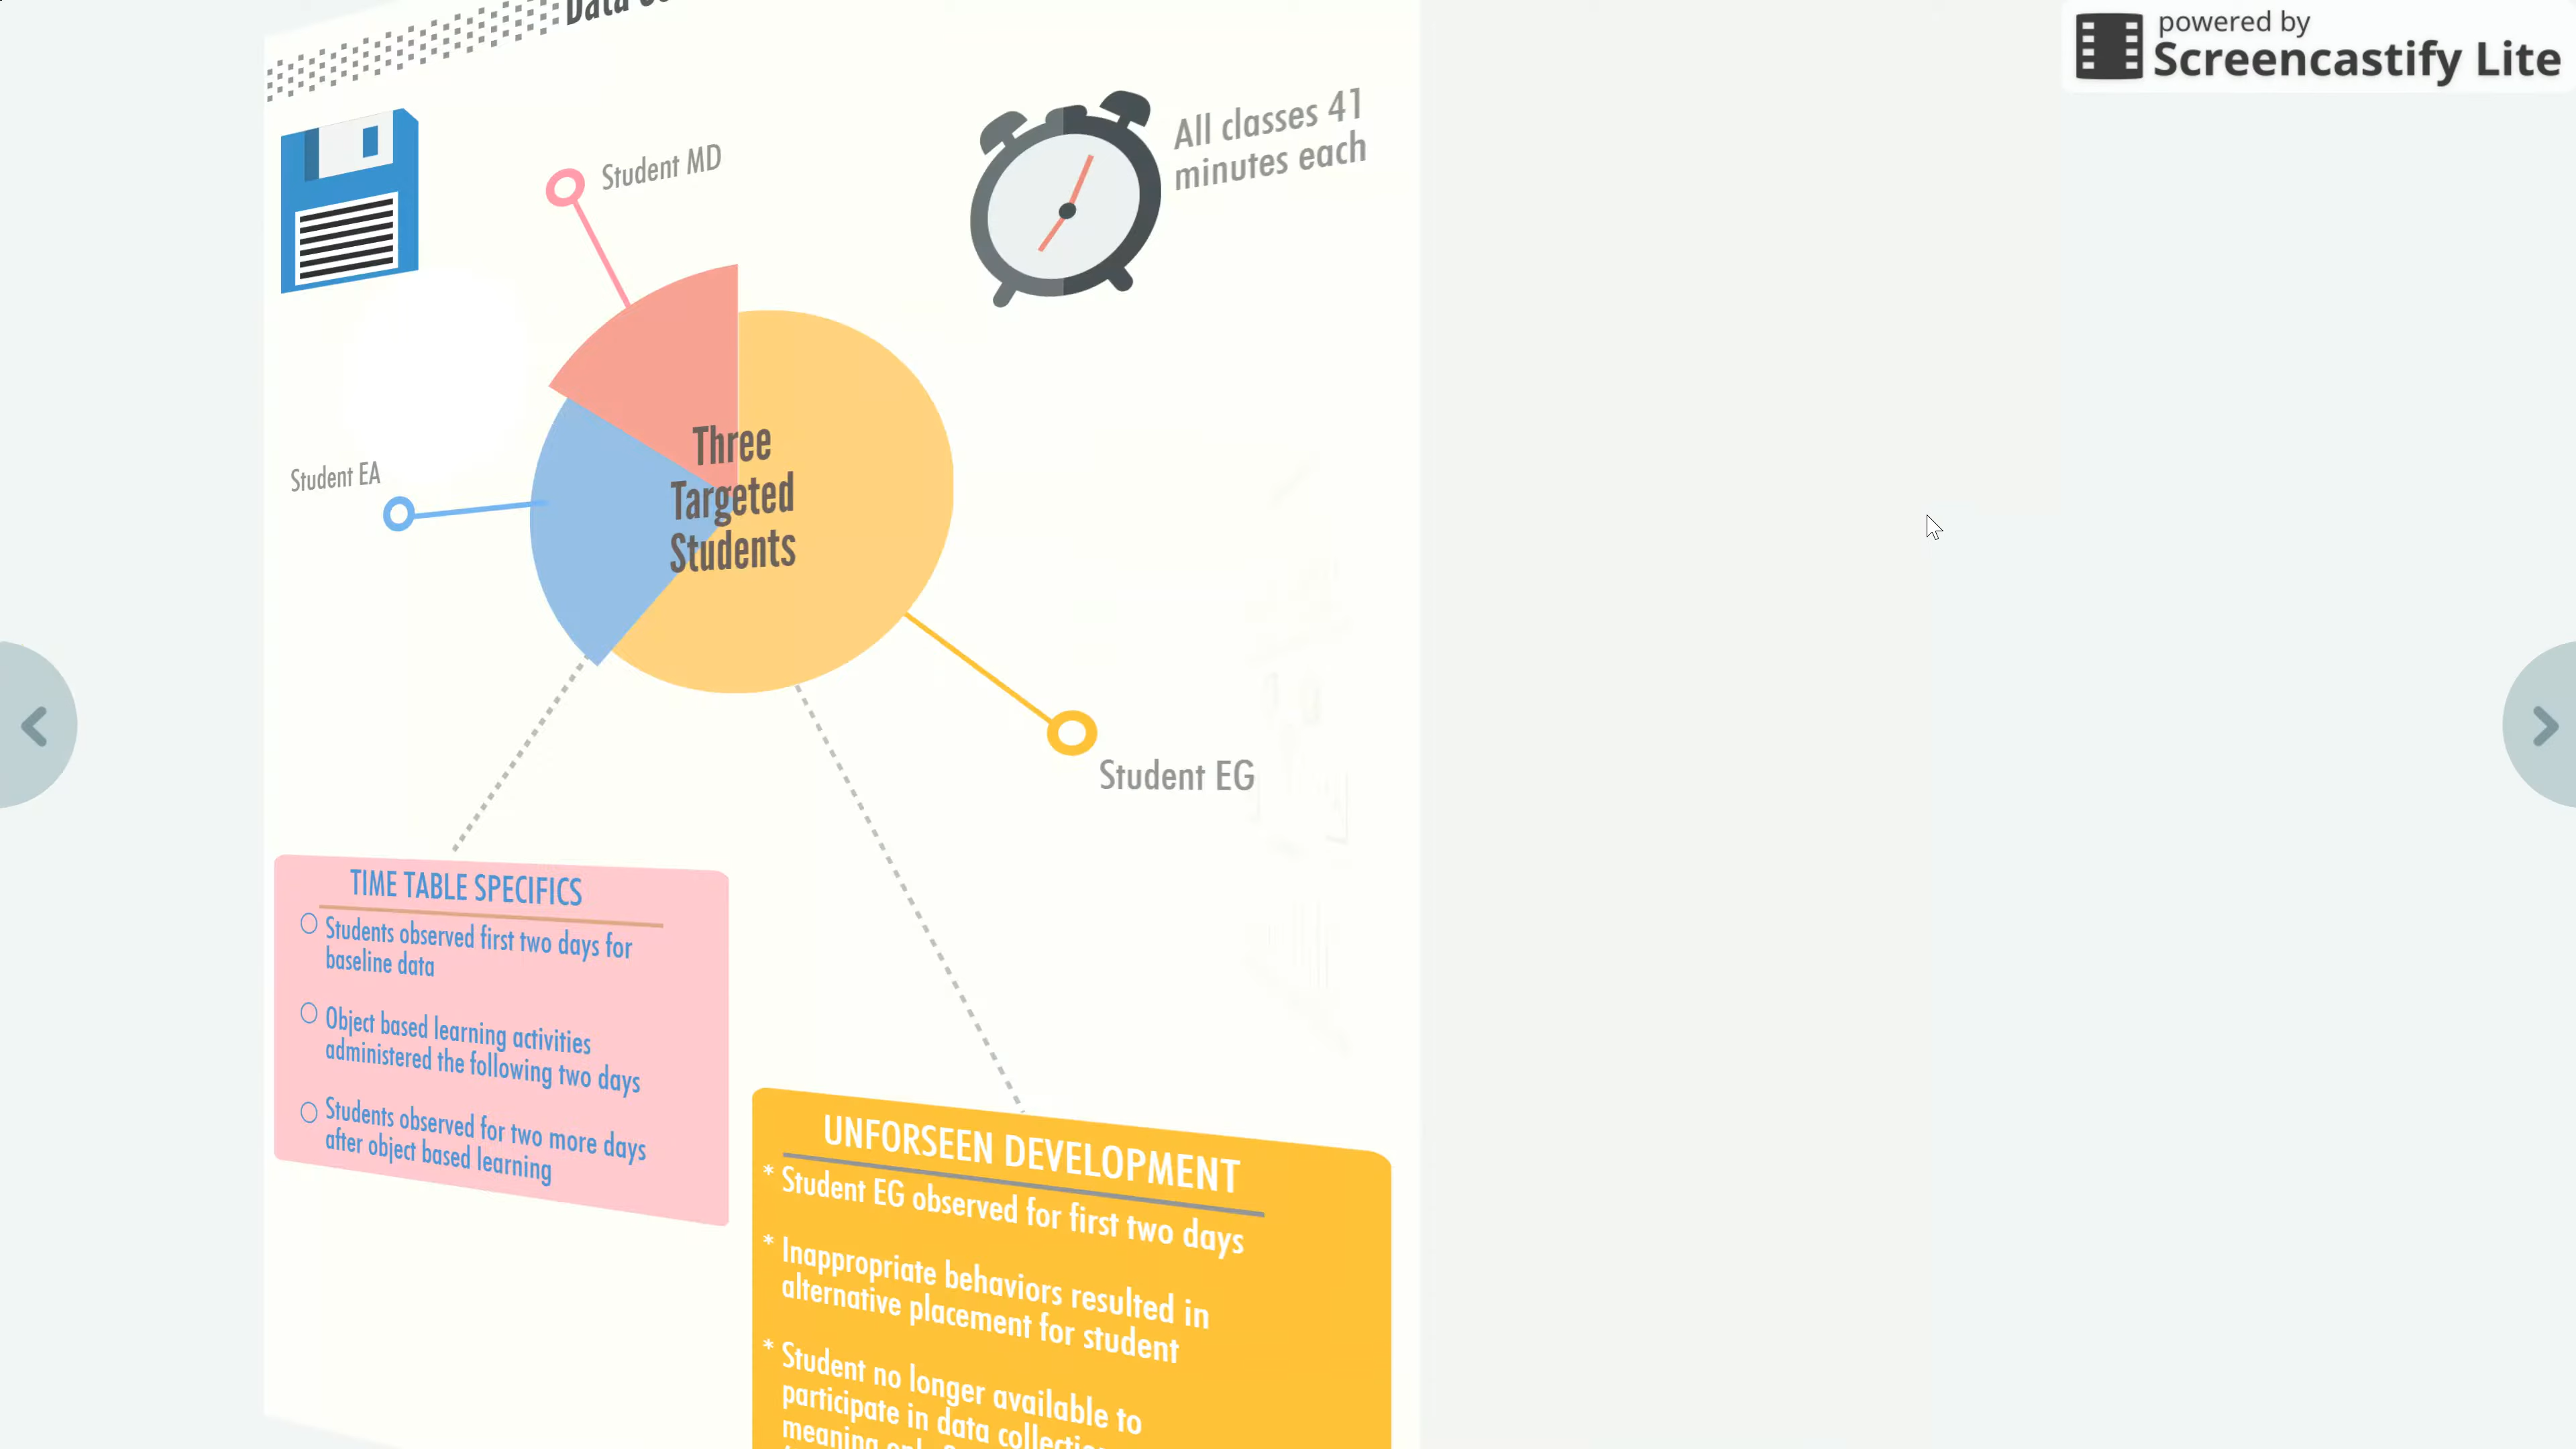 Data
powered by
Screencastify Lite
All classes 41
minutes each
Student MD
Student EA
Three
Targeted
Students
Student EG
TIME TABLE SPECIFICS
Students observed first two days for
baseline data
Object based learning activities
administered the following two days
Students observed for two more days
after object based learning
UNFORSEEN DEVELOPMENT
* Student EG observed for first two days
* Inappropriate behaviors resulted in
alternative placement for student
* Student no longer available to
participate in data
meaning